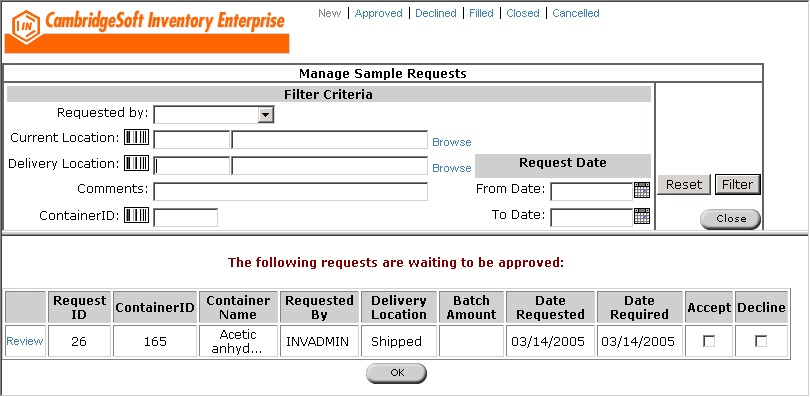 IN CambridgeSoft Inventory Enterprise
New | Approved | Declined | Filled | Closed | Cancelled
Manage Sample Requests
Filter Criteria
Requested by:
Current Location: Browse
Delivery Location: Browse Request Date
Comments: From Date: Reset Filter
ContainerID: To Date: Close
The following requests are waiting to be approved:
Request ID ContainerID Container Name Requested By Delivery Location Batch Amount Date Requested Date Required Accept Decline
Review 26 165 Acetic anhyd... INVADMIN Shipped 03/14/2005 03/14/2005
OK